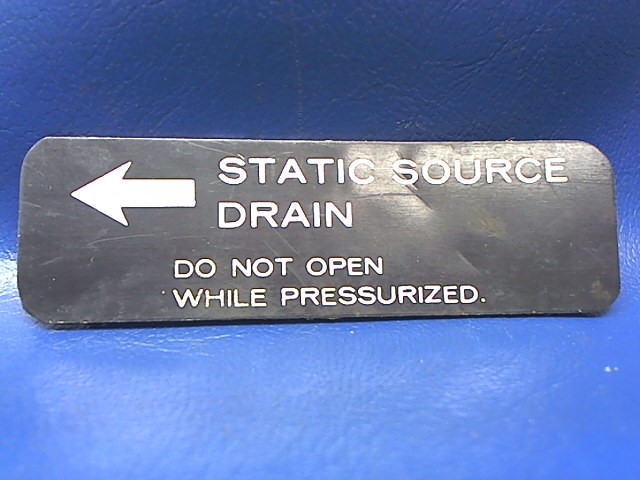 STATIC SOURCE
DRAIN
DO NOT OPEN
WHILE PRESSURIZED.